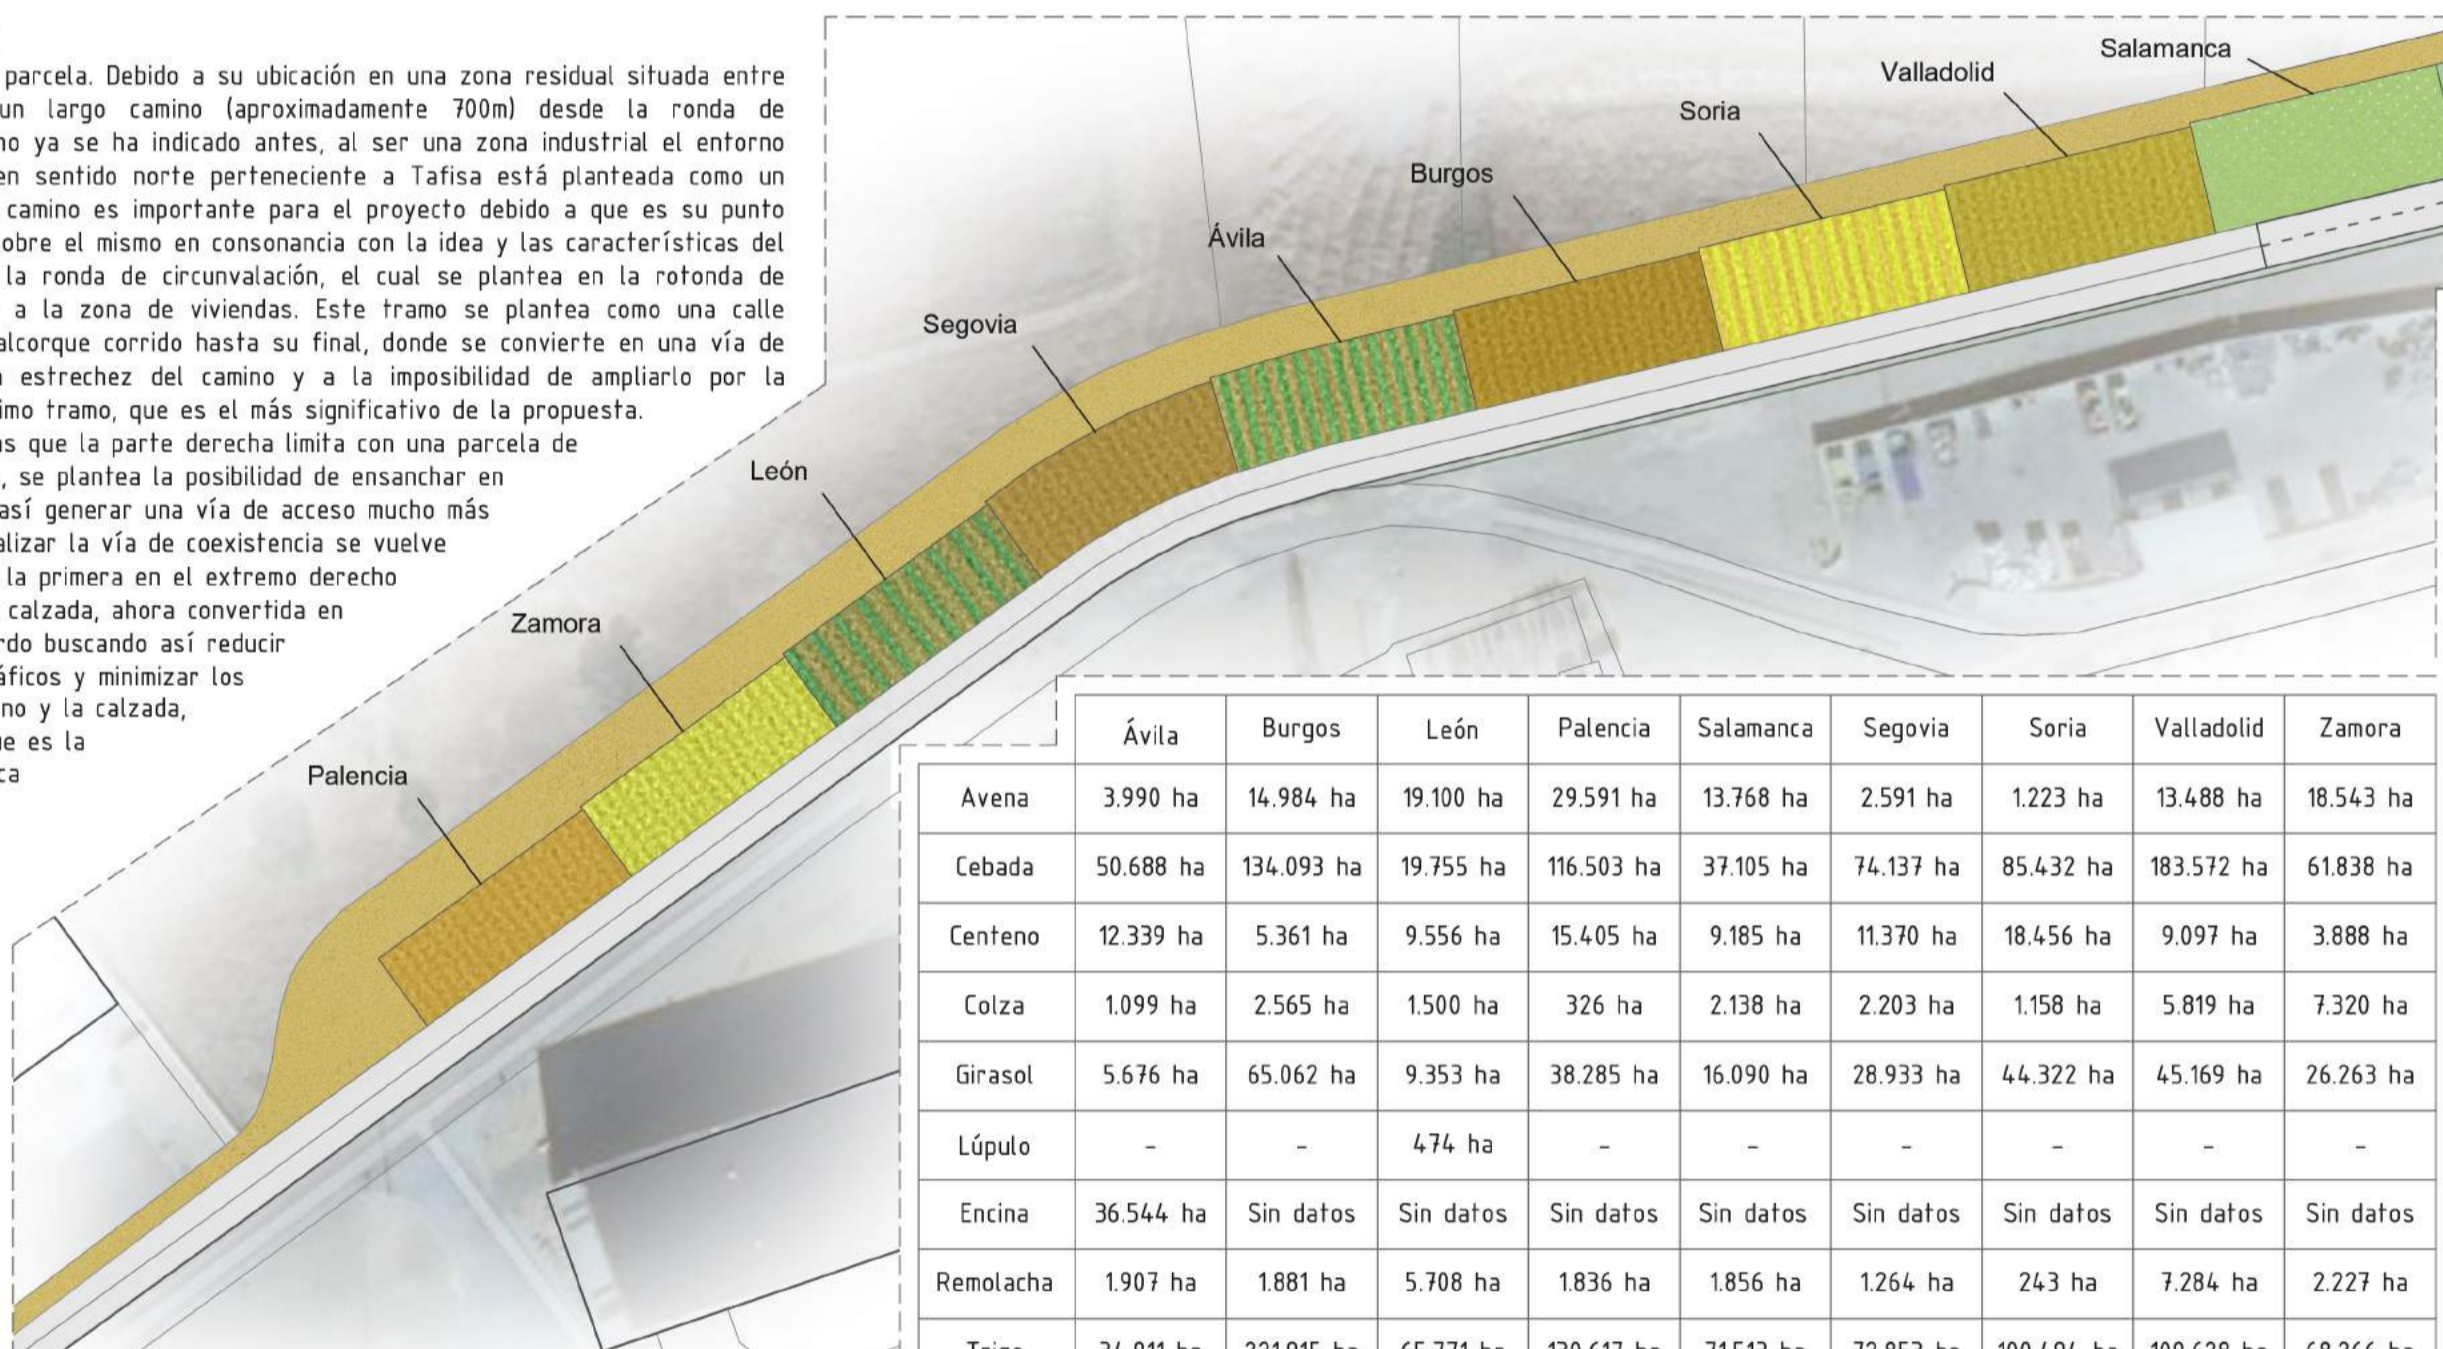 parcela. Debido a su ubicación en una zona residual situada entre
un largo camino (aproximadamente 700m) desde la ronda de
ya se ha indicado antes, al ser una zona industrial el entorno
en sentido norte perteneciente a Tafisa está planteada como un
camino es importante para el proyecto debido a que es su punto
sobre el mismo en consonancia con la idea y las características del
la ronda de circunvalación, el cual se plantea en la rotonda de
a la zona de viviendas. Este tramo se plantea como una calle
alcorque corrido hasta su final, donde se convierte en una vía de
estrechez del camino y a la imposibilidad de ampliarlo por la
tramo, que es el más significativo de la propuesta.
que la parte derecha limita con una parcela de
, se plantea la posibilidad de ensanchar en
así generar una vía de acceso mucho más
la vía de coexistencia se vuelve
la primera en el extremo derecho
calzada, ahora convertida en
buscando así reducir
y minimizar los
y la calzada,
es la
Salamanca
Valladolid
Soria
Burgos
Ávila
Segovia
León
Zamora
Palencia
Ávila Burgos León Palencia Salamanca Segovia Soria Valladolid Zamora
Avena 3.990 ha 14.984 ha 19.100 ha 29.591 ha 13.768 ha 2.591 ha 1.223 ha 13.488 ha 18.543 ha
Cebada 50.688 ha 134.093 ha 19.755 ha 116.503 ha 37.105 ha 74.137 ha 85.432 ha 183.572 ha 61.838 ha
Centeno 12.339 ha 5.361 ha 9.556 ha 15.405 ha 9.185 ha 11.370 ha 18.456 ha 9.097 ha 3.888 ha
Colza 1.099 ha 2.565 ha 1.500 ha 326 ha 2.138 ha 2.203 ha 1.158 ha 5.819 ha 7.320 ha
Girasol 5.676 ha 65.062 ha 9.353 ha 38.285 ha 16.090 ha 28.933 ha 44.322 ha 45.169 ha 26.263 ha
Lúpulo - - 474 ha - - - - - -
Encina 36.544 ha Sin datos Sin datos Sin datos Sin datos Sin datos Sin datos Sin datos Sin datos
Remolacha 1.907 ha 1.881 ha 5.708 ha 1.836 ha 1.856 ha 1.264 ha 243 ha 7.284 ha 2.227 ha